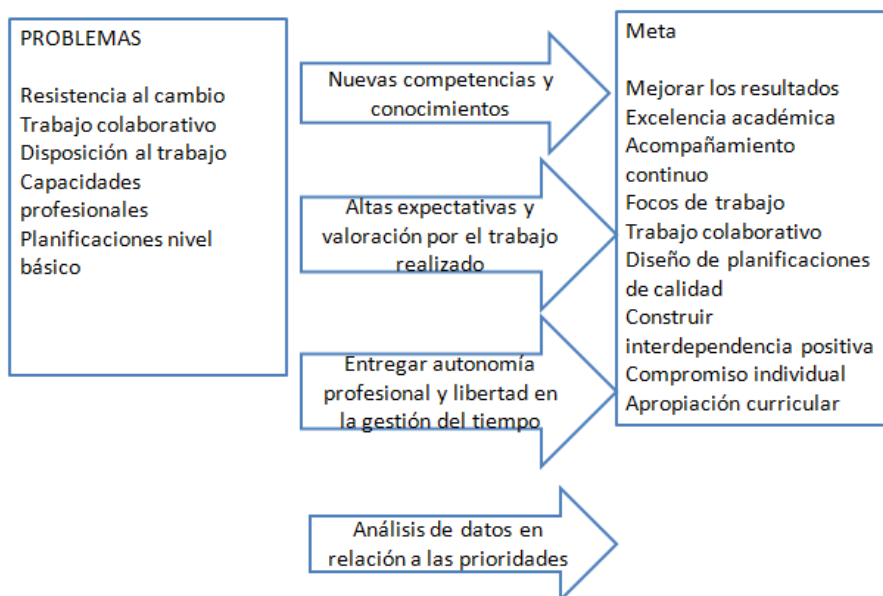 PROBLEMAS
Resistencia al cambio
Trabajo colaborativo
Disposición al trabajo
Capacidades
profesionales
Planificaciones nivel
básico
Nuevas competencias y
conocimientos
Altas expectativas y
valoración por el trabajo
realizado
Entregar autonomía
profesional y libertad en
la gestión del tiempo
Análisis de datos en
relación a las prioridades
Meta
Mejorar los resultados
Excelencia académica
Acompañamiento
continuo
Focos de trabajo
Trabajo colaborativo
Diseño de planificaciones
de calidad
Construir
interdependencia positiva
Compromiso individual
Apropiación curricular